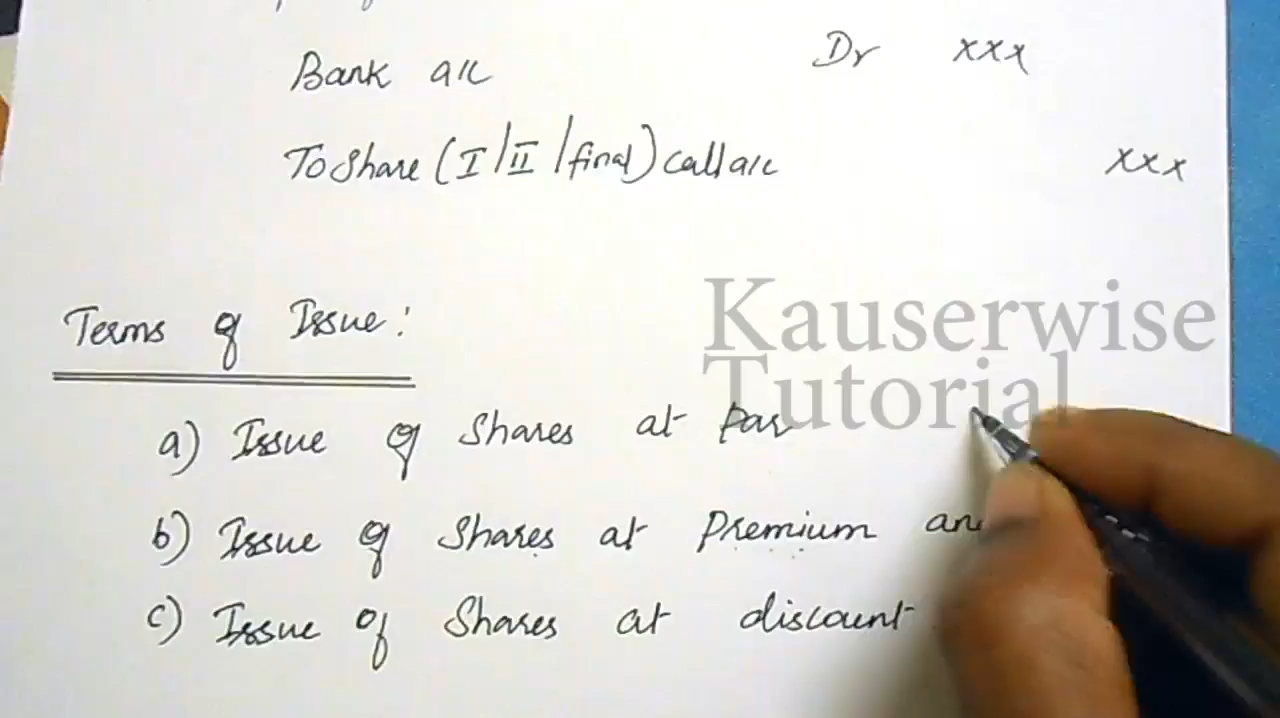 Bank a/c Dr xxx
To Share (I/II/final) call a/c xxx
Terms of Issue:
Kauserwise
Tutorial
a) Issue of Shares at par
b) Issue of Shares at Premium an
c) Issue of Shares at discount